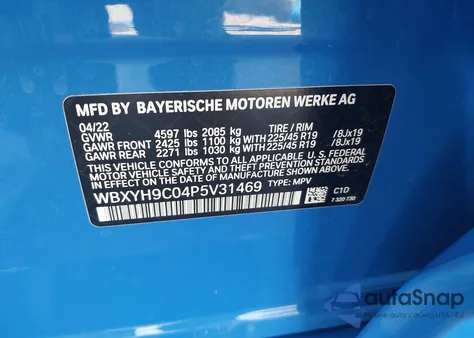 MFD BY BAYERISCHE MOTOREN WERKE AG
04/22 TIRE / RIM
GVWR 4597 lbs 2085 kg
GAWR FRONT 2425 lbs 1100 kg WITH 225/45 R19 /8Jx19
GAWR REAR 2271 lbs 1030 kg WITH 225/45 R19 /8Jx19
THIS VEHICLE CONFORMS TO ALL APPLICABLE U.S. FEDERAL
MOTOR VEHICLE SAFETY AND THEFT PREVENTION STANDARDS
IN EFFECT ON THE DATE OF MANUFACTURE SHOWN ABOVE.
WBXYH9C04P5V31469 TYPE: MPV
C1D
7 320 730
autaSnap